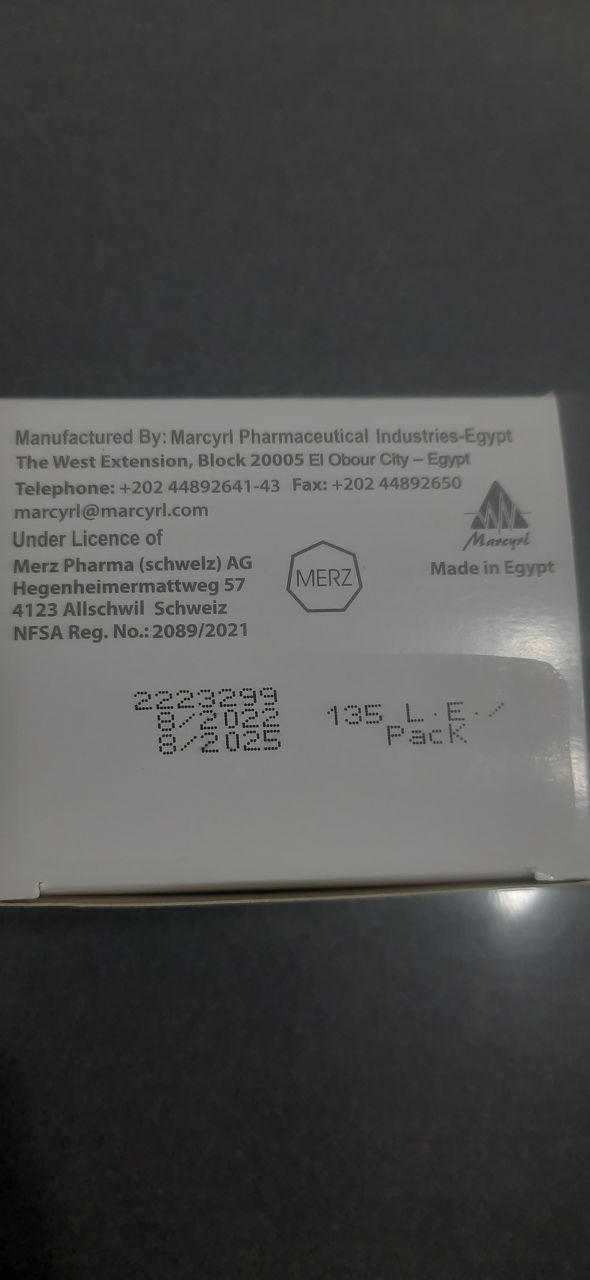 Manufactured By: Marcyrl Pharmaceutical Industries-Egypt
The West Extension, Block 20005 El Obour City – Egypt
Telephone: +202 44892641-43 Fax: +202 44892650
marcyrl@marcyrl.com
Under Licence of
Merz Pharma (schwelz) AG
Hegenheimermattweg 57
4123 Allschwil Schweiz
NFSA Reg. No.: 2089/2021
MERZ
Marcyrl
Made in Egypt
2223299
8/2022
8/2025
135 L.E./
Pack